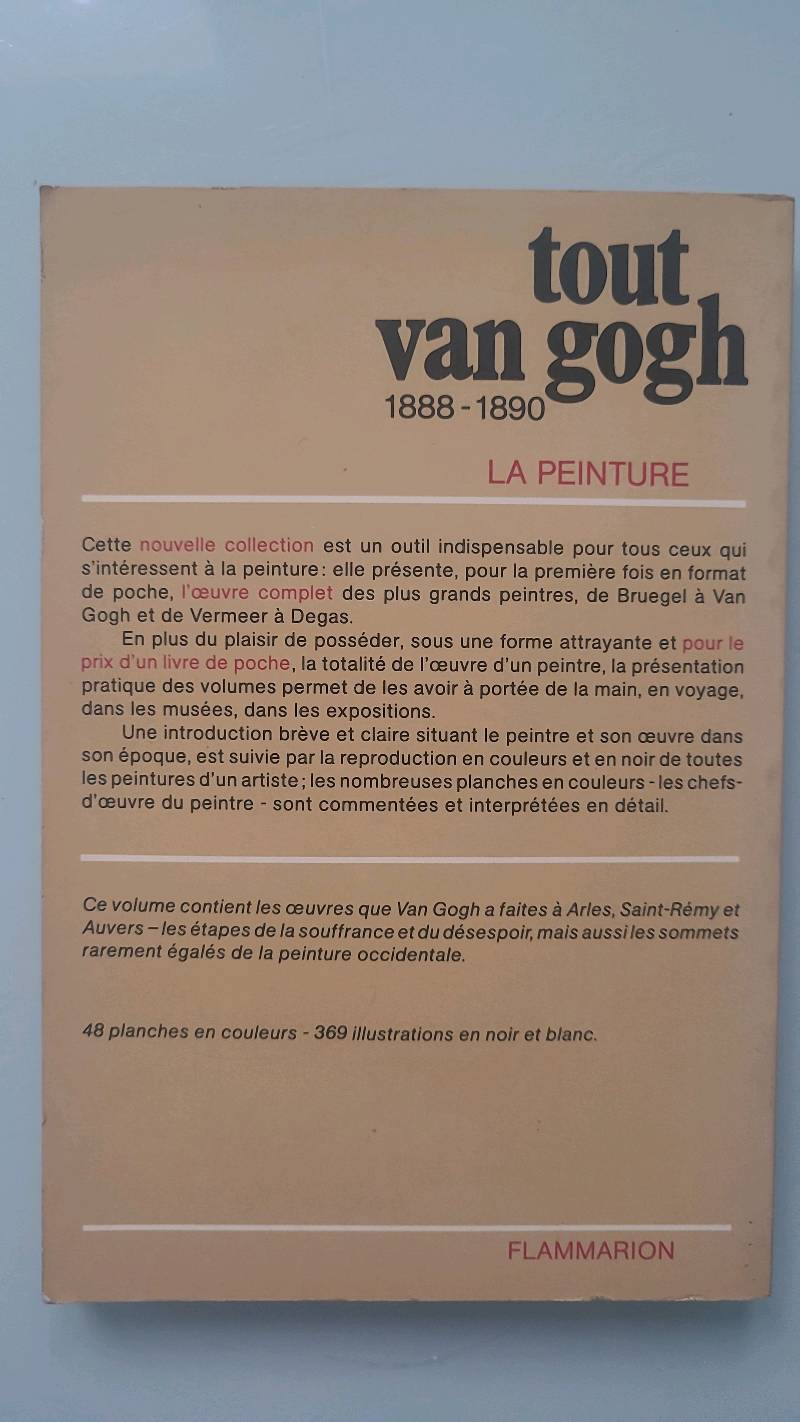 tout
van gogh
1888-1890
LA PEINTURE
Cette nouvelle collection est un outil indispensable pour tous ceux qui
s'intéressent à la peinture: elle présente, pour la première fois en format
de poche, l'œuvre complet des plus grands peintres, de Bruegel à Van
Gogh et de Vermeer à Degas.
En plus du plaisir de posséder, sous une forme attrayante et pour le
prix d'un livre de poche, la totalité de l'œuvre d'un peintre, la présentation
pratique des volumes permet de les avoir à portée de la main, en voyage,
dans les musées, dans les expositions.
Une introduction brève et claire situant le peintre et son œuvre dans
son époque, est suivie par la reproduction en couleurs et en noir de toutes
les peintures d'un artiste; les nombreuses planches en couleurs - les chefs-
d'œuvre du peintre - sont commentées et interprétées en détail.
Ce volume contient les œuvres que Van Gogh a faites à Arles, Saint-Rémy et
Auvers – les étapes de la souffrance et du désespoir, mais aussi les sommets
rarement égalés de la peinture occidentale.
48 planches en couleurs - 369 illustrations en noir et blanc.
FLAMMARION